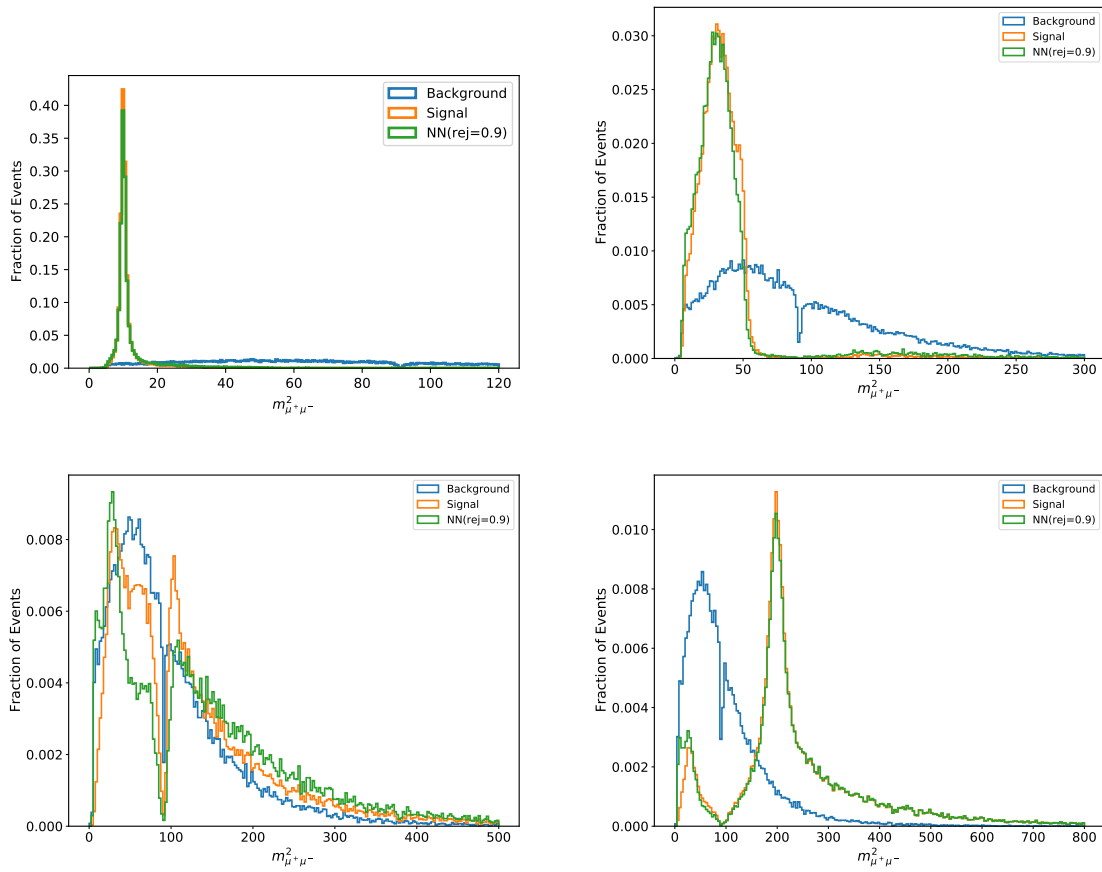 Background
Signal
NN(rej=0.9)
0.40
0.35
0.30
0.25
0.20
0.15
0.10
0.05
0.00
Fraction of Events
0 20 40 60 80 100 120
m²μ⁺μ⁻
Background
Signal
NN(rej=0.9)
0.030
0.025
0.020
0.015
0.010
0.005
0.000
Fraction of Events
0 50 100 150 200 250 300
m²μ⁺μ⁻
Background
Signal
NN(rej=0.9)
0.008
0.006
0.004
0.002
0.000
Fraction of Events
0 100 200 300 400 500
m²μ⁺μ⁻
Background
Signal
NN(rej=0.9)
0.010
0.008
0.006
0.004
0.002
0.000
Fraction of Events
0 100 200 300 400 500 600 700 800
m²μ⁺μ⁻